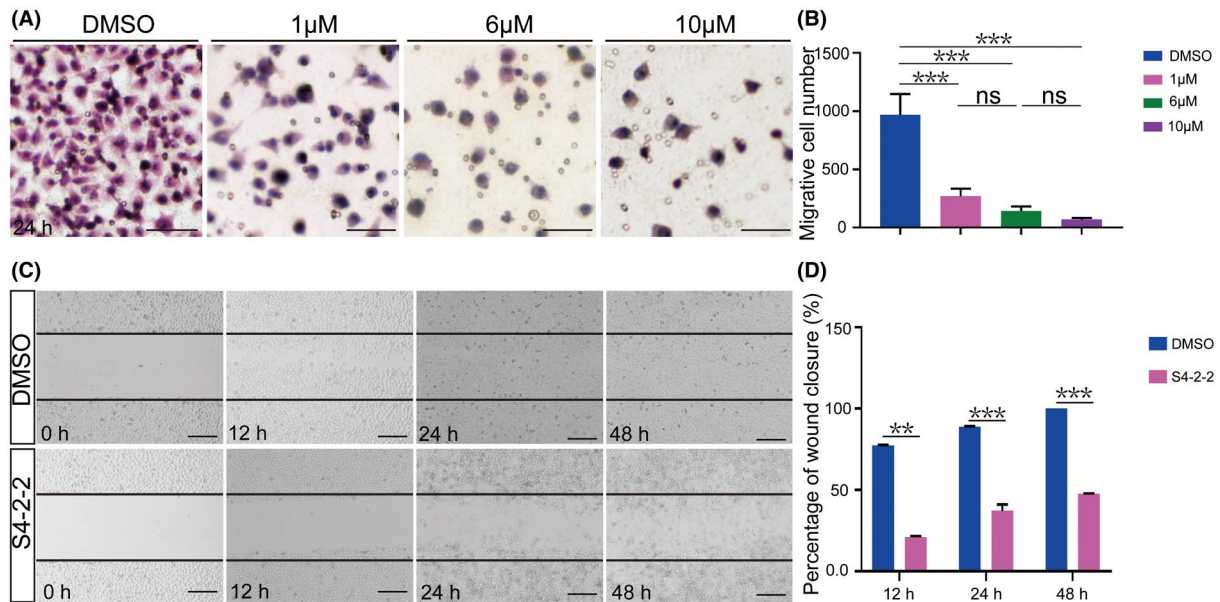 (A) DMSO 1μM 6μM 10μM
24 h
(B)
Migrative cell number
1500
1000
500
0
***
***
***
ns ns
DMSO
1μM
6μM
10μM
(C)
DMSO
0 h 12 h 24 h 48 h
S4-2-2
0 h 12 h 24 h 48 h
(D)
Percentage of wound closure (%)
150
100
50
0.0
** *** ***
12 h 24 h 48 h
DMSO
S4-2-2